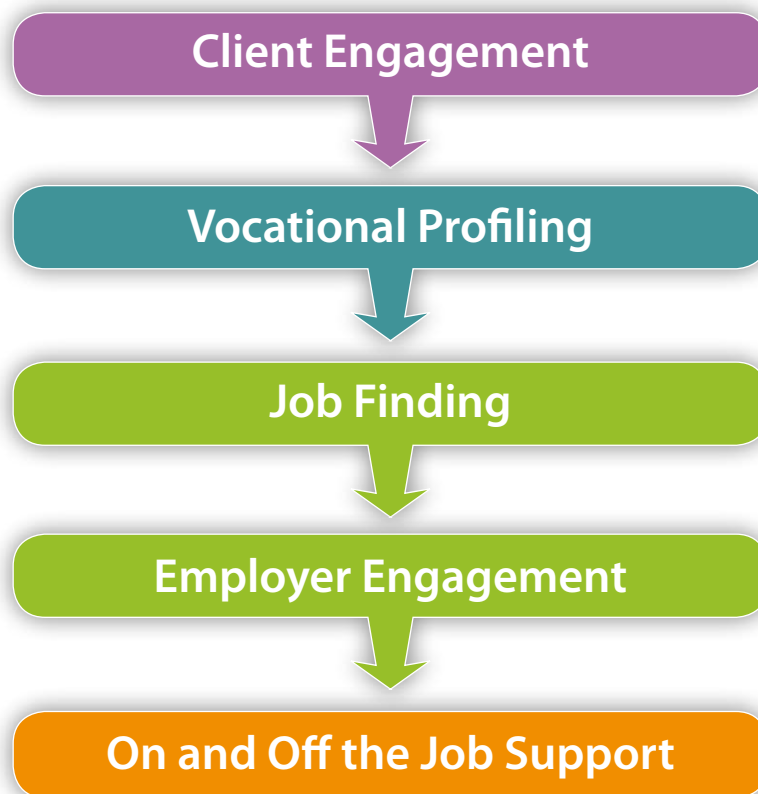 Client Engagement
Vocational Profiling
Job Finding
Employer Engagement
On and Off the Job Support